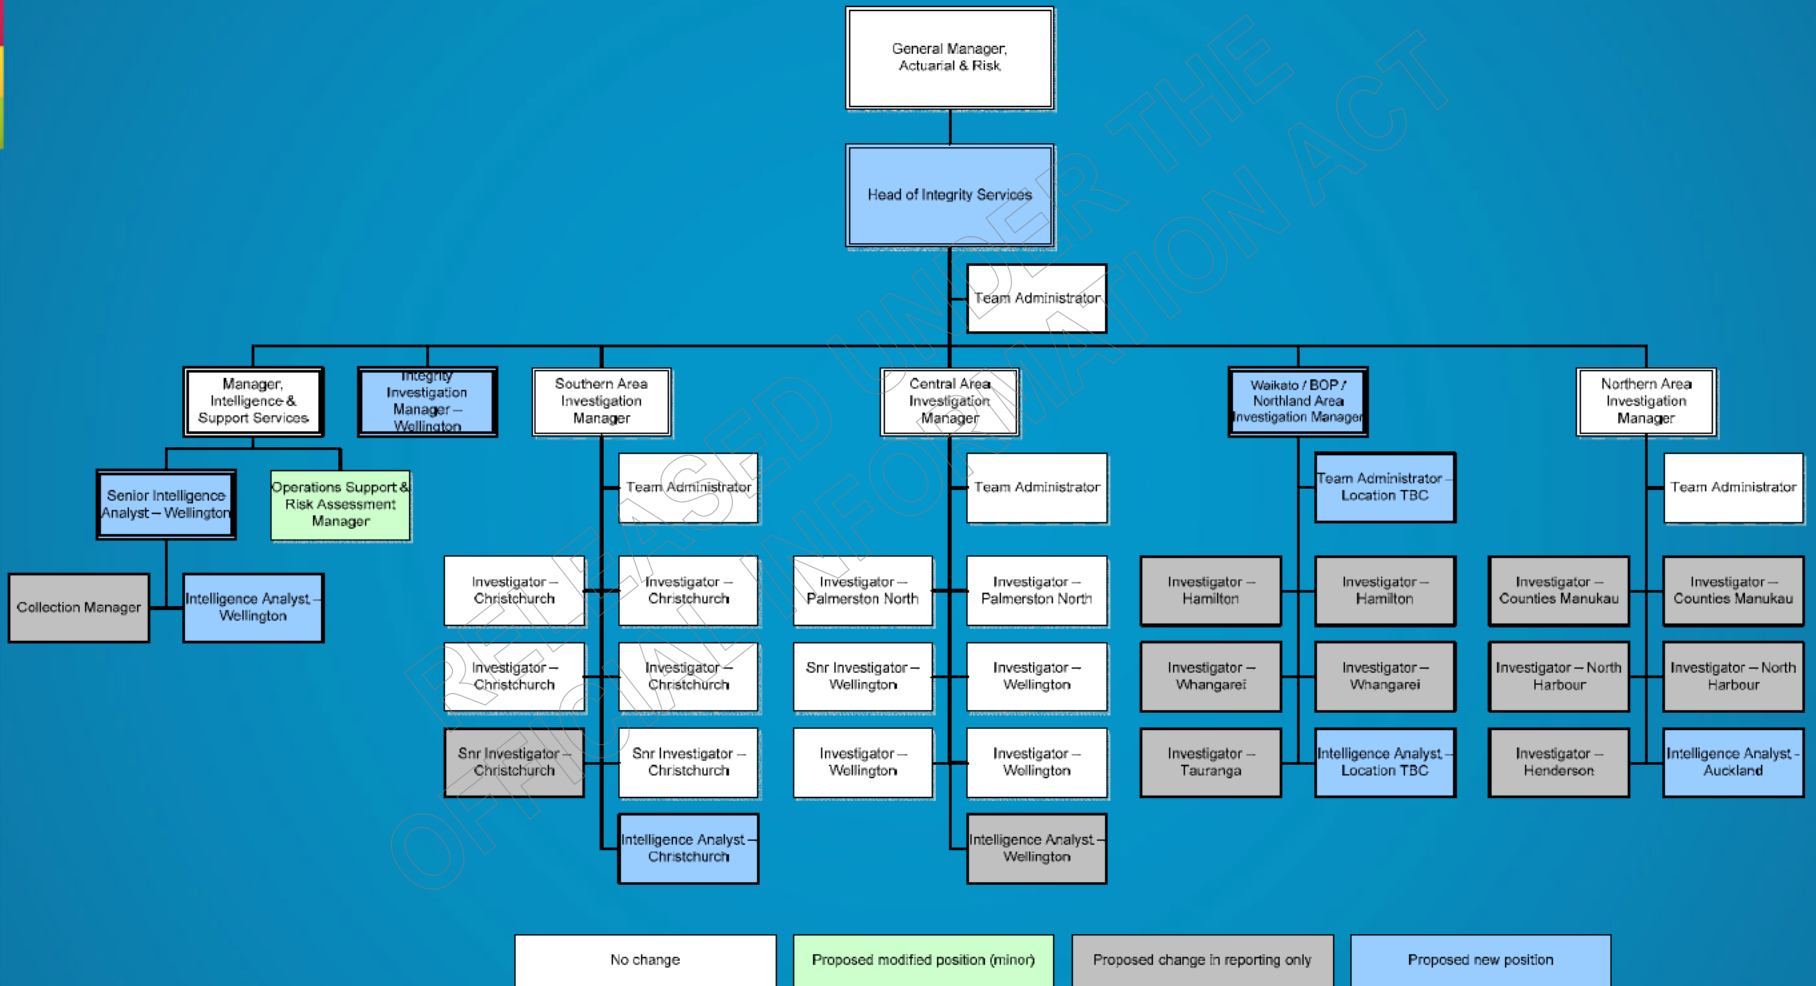 General Manager,
Actuarial & Risk
Head of Integrity Services
Team Administrator
Manager,
Intelligence &
Support Services
Integrity
Investigation
Manager –
Wellington
Southern Area
Investigation
Manager
Central Area
Investigation
Manager
Waikato / BOP /
Northland Area
Investigation Manager
Northern Area
Investigation
Manager
Senior Intelligence
Analyst – Wellington
Operations Support &
Risk Assessment
Manager
Team Administrator
Team Administrator
Team Administrator –
Location TBC
Team Administrator
Collection Manager
Intelligence Analyst –
Wellington
Investigator –
Christchurch
Investigator –
Christchurch
Investigator –
Palmerston North
Investigator –
Palmerston North
Investigator –
Hamilton
Investigator –
Hamilton
Investigator –
Counties Manukau
Investigator –
Counties Manukau
Investigator –
Christchurch
Investigator –
Christchurch
Snr Investigator –
Wellington
Investigator –
Wellington
Investigator –
Whangarei
Investigator –
Whangarei
Investigator – North
Harbour
Investigator – North
Harbour
Snr Investigator –
Christchurch
Snr Investigator –
Christchurch
Investigator –
Wellington
Investigator –
Wellington
Investigator –
Tauranga
Intelligence Analyst –
Location TBC
Investigator –
Henderson
Intelligence Analyst -
Auckland
Intelligence Analyst –
Christchurch
Intelligence Analyst –
Wellington
No change
Proposed modified position (minor)
Proposed change in reporting only
Proposed new position
RELEASED UNDER THE
OFFICIAL INFORMATION ACT